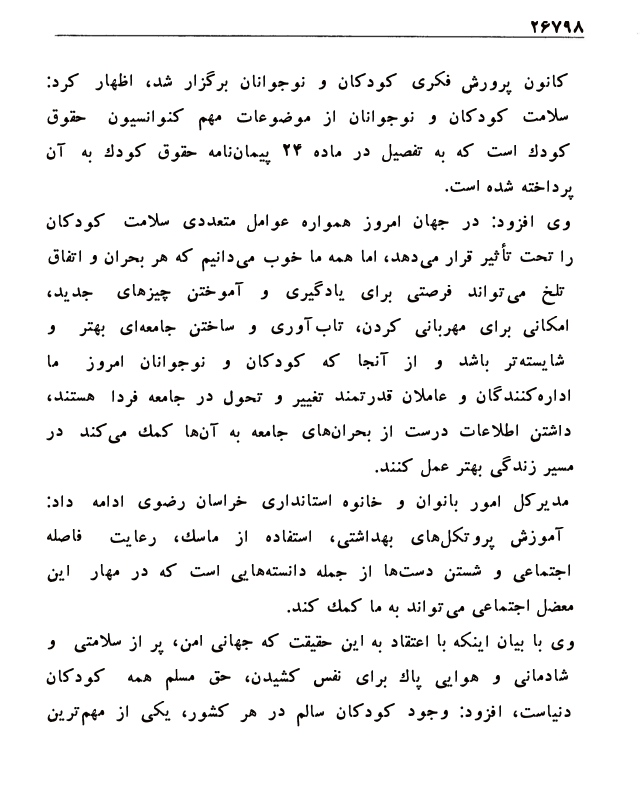 ۲۶۷۹۸
کانون پرورش فکری کودکان و نوجوانان برگزار شد، اظهار کرد:
سلامت کودکان و نوجوانان از موضوعات مهم کنوانسیون حقوق
کودك است که به تفصیل در ماده ۲۴ پیمان‌نامه حقوق کودك به آن
پرداخته شده است.
وی افزود: در جهان امروز همواره عوامل متعددی سلامت کودکان
را تحت تأثیر قرار می‌دهد، اما همه ما خوب می‌دانیم که هر بحران و اتفاق
تلخ می‌تواند فرصتی برای یادگیری و آموختن چیزهای جدید،
امکانی برای مهربانی کردن، تاب‌آوری و ساختن جامعه‌ای بهتر و
شایسته‌تر باشد و از آنجا که کودکان و نوجوانان امروز ما
اداره‌کنندگان و عاملان قدرتمند تغییر و تحول در جامعه فردا هستند،
داشتن اطلاعات درست از بحران‌های جامعه به آن‌ها کمك می‌کند در
مسیر زندگی بهتر عمل کنند.
مدیرکل امور بانوان و خانوه استانداری خراسان رضوی ادامه داد:
آموزش پروتکل‌های بهداشتی، استفاده از ماسك، رعایت فاصله
اجتماعی و شستن دست‌ها از جمله دانسته‌هایی است که در مهار این
معضل اجتماعی می‌تواند به ما کمك کند.
وی با بیان اینکه با اعتقاد به این حقیقت که جهانی امن، پر از سلامتی و
شادمانی و هوایی پاك برای نفس کشیدن، حق مسلم همه کودکان
دنیاست، افزود: وجود کودکان سالم در هر کشور، یکی از مهم‌ترین